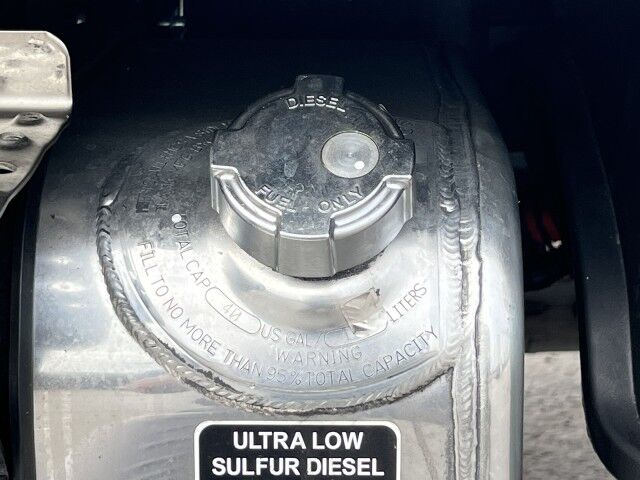 DIESEL
FUEL ONLY
TOTAL CAP. US GAL/ LITERS
WARNING
FILL TO NO MORE THAN 95% TOTAL CAPACITY
ULTRA LOW
SULFUR DIESEL